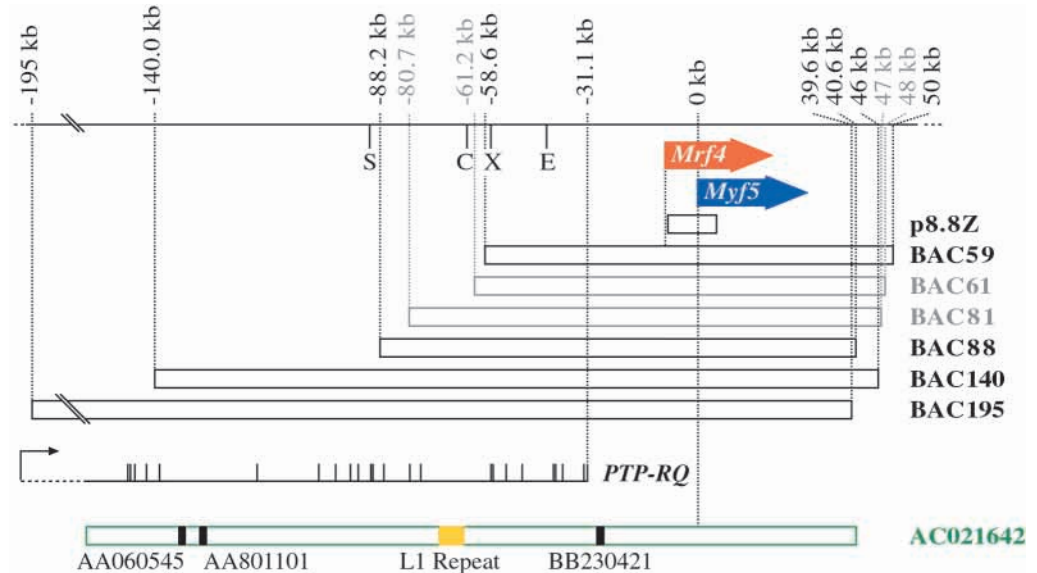 -195 kb
-140.0 kb
-88.2 kb
-80.7 kb
-61.2 kb
-58.6 kb
-31.1 kb
0 kb
39.6 kb
40.6 kb
46 kb
47 kb
48 kb
50 kb
S
C
X
E
Mrf4
Myf5
p8.8Z
BAC59
BAC61
BAC81
BAC88
BAC140
BAC195
PTP-RQ
AC021642
AA060545
AA801101
L1 Repeat
BB230421